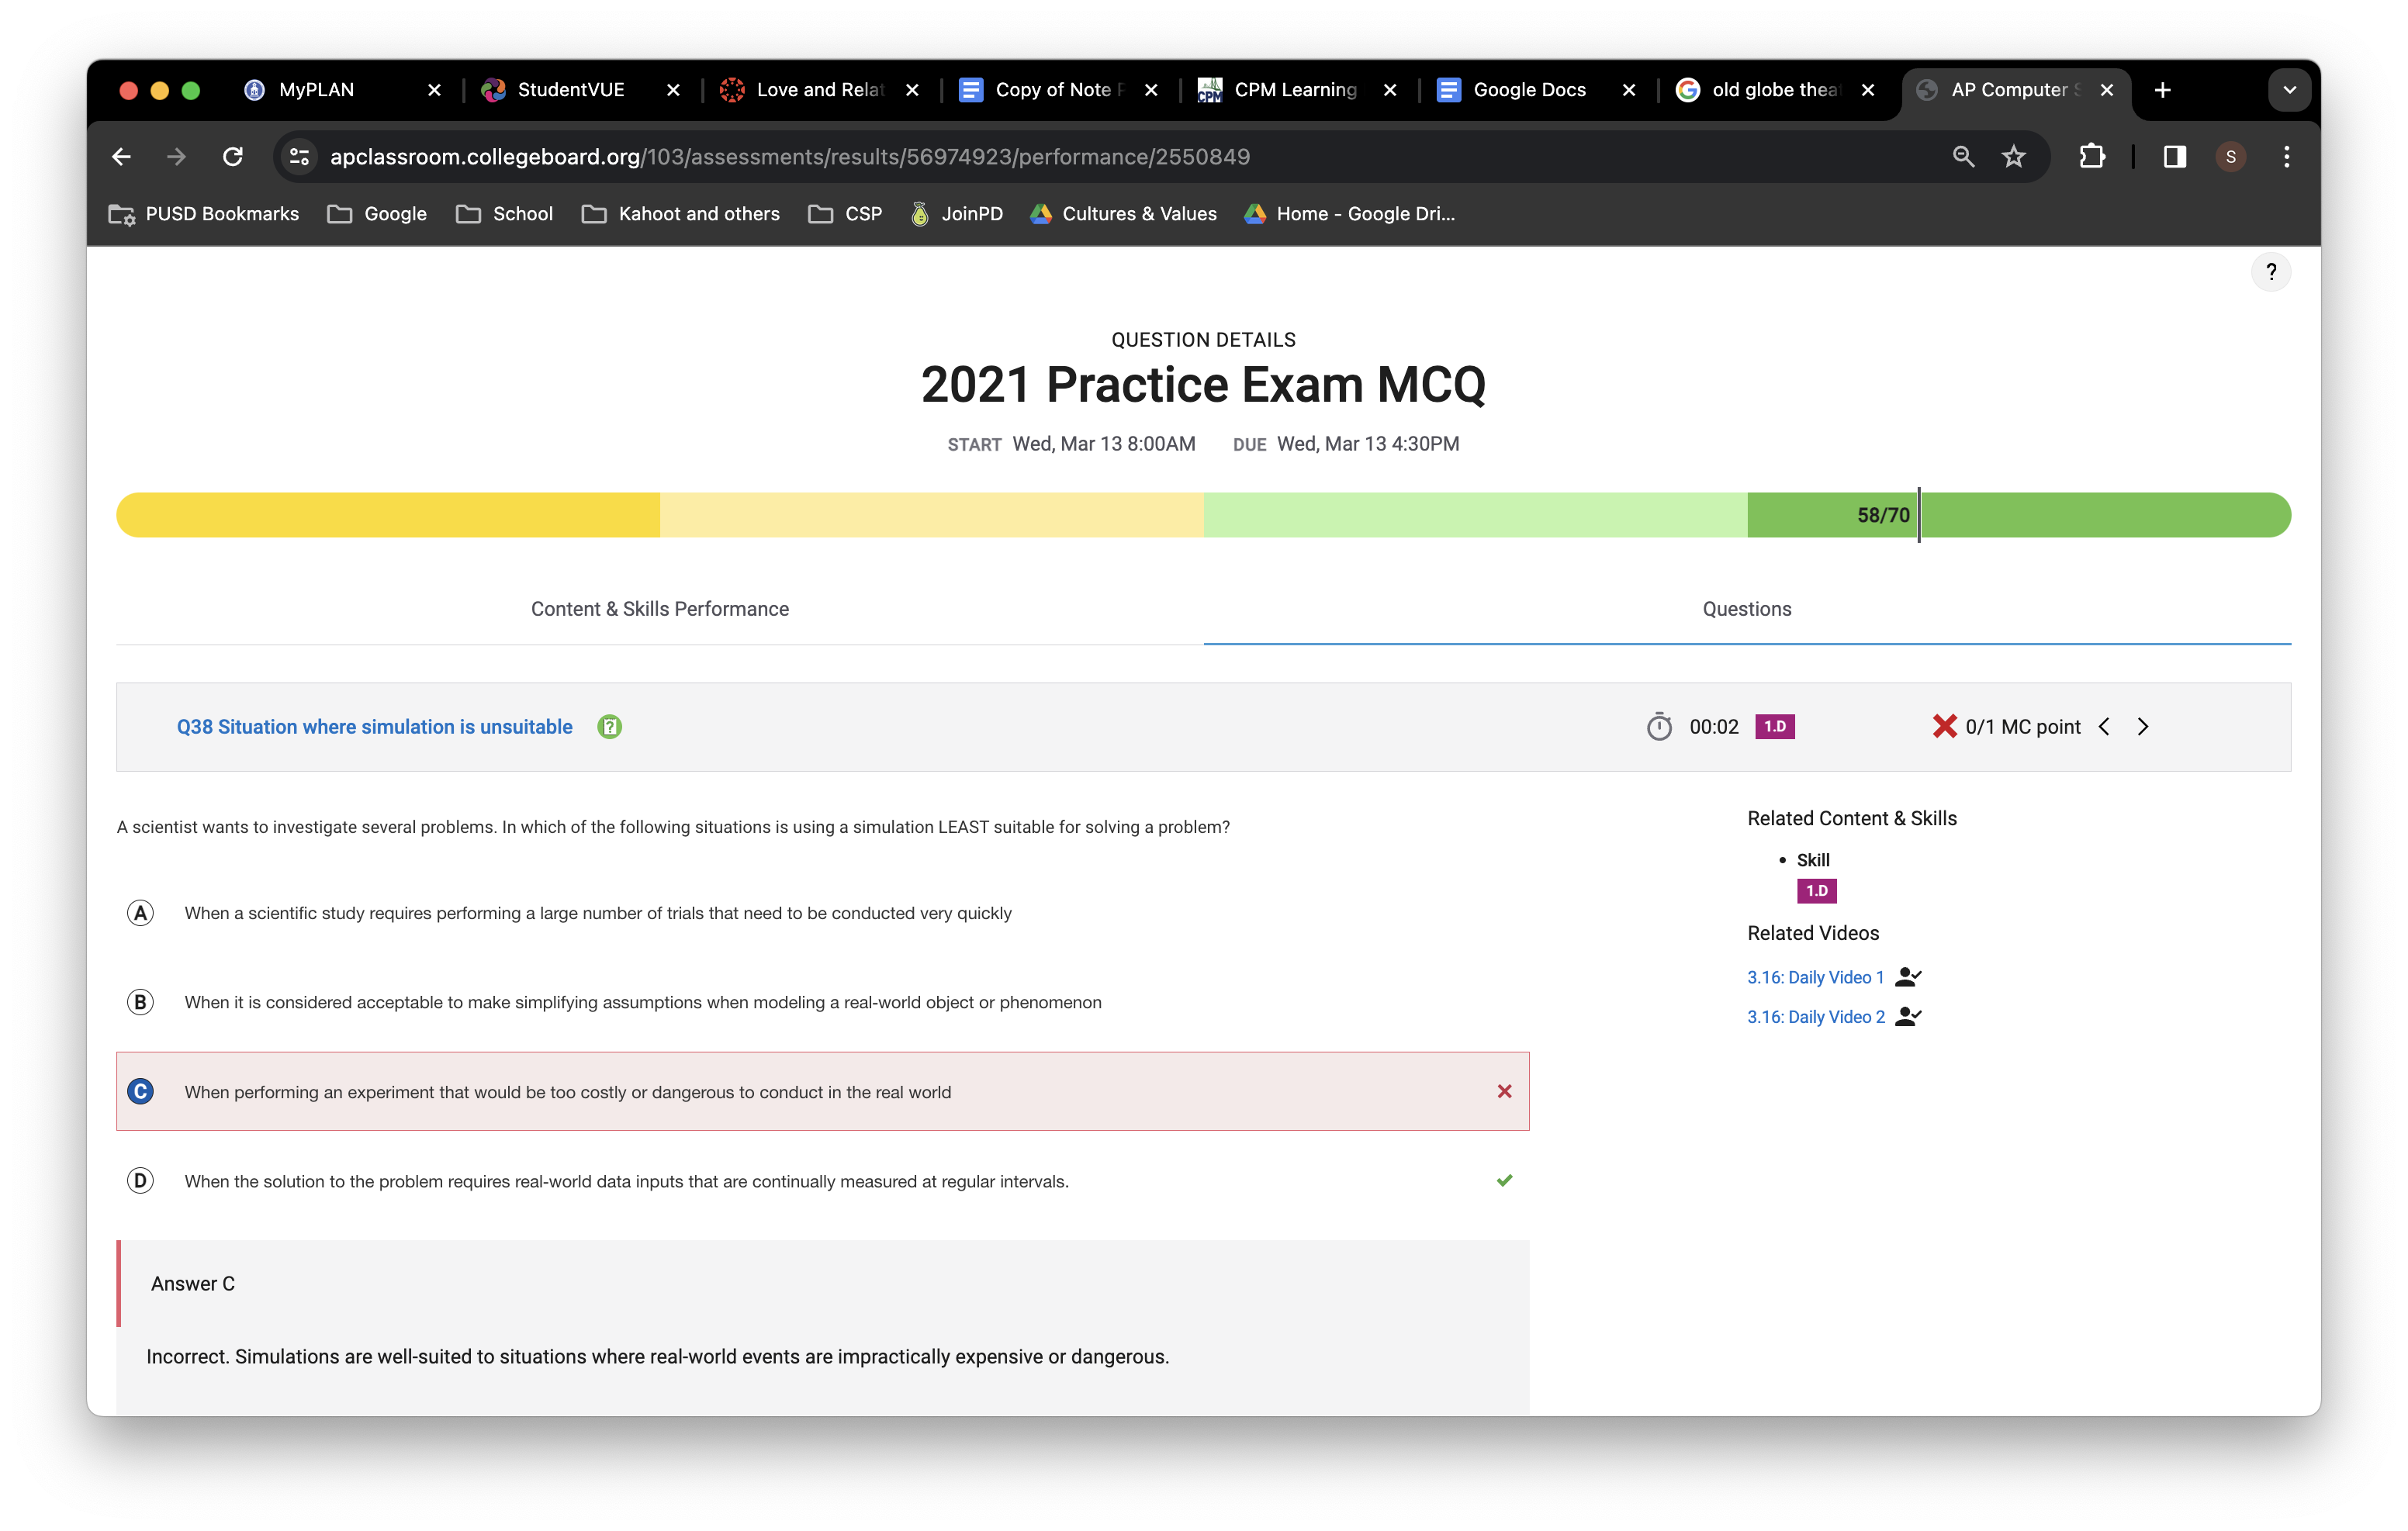 MyPLAN
StudentVUE
Love and Relat
Copy of Note P
CPM Learning
Google Docs
old globe thea
AP Computer S
apclassroom.collegeboard.org/103/assessments/results/56974923/performance/2550849
S
PUSD Bookmarks
Google
School
Kahoot and others
CSP
JoinPD
Cultures & Values
Home - Google Dri...
?
QUESTION DETAILS
2021 Practice Exam MCQ
START Wed, Mar 13 8:00AM DUE Wed, Mar 13 4:30PM
58/70
Content & Skills Performance
Questions
Q38 Situation where simulation is unsuitable
00:02 1.D 0/1 MC point
A scientist wants to investigate several problems. In which of the following situations is using a simulation LEAST suitable for solving a problem?
A When a scientific study requires performing a large number of trials that need to be conducted very quickly
B When it is considered acceptable to make simplifying assumptions when modeling a real-world object or phenomenon
C When performing an experiment that would be too costly or dangerous to conduct in the real world
D When the solution to the problem requires real-world data inputs that are continually measured at regular intervals.
Answer C
Incorrect. Simulations are well-suited to situations where real-world events are impractically expensive or dangerous.
Related Content & Skills
• Skill
1.D
Related Videos
3.16: Daily Video 1
3.16: Daily Video 2